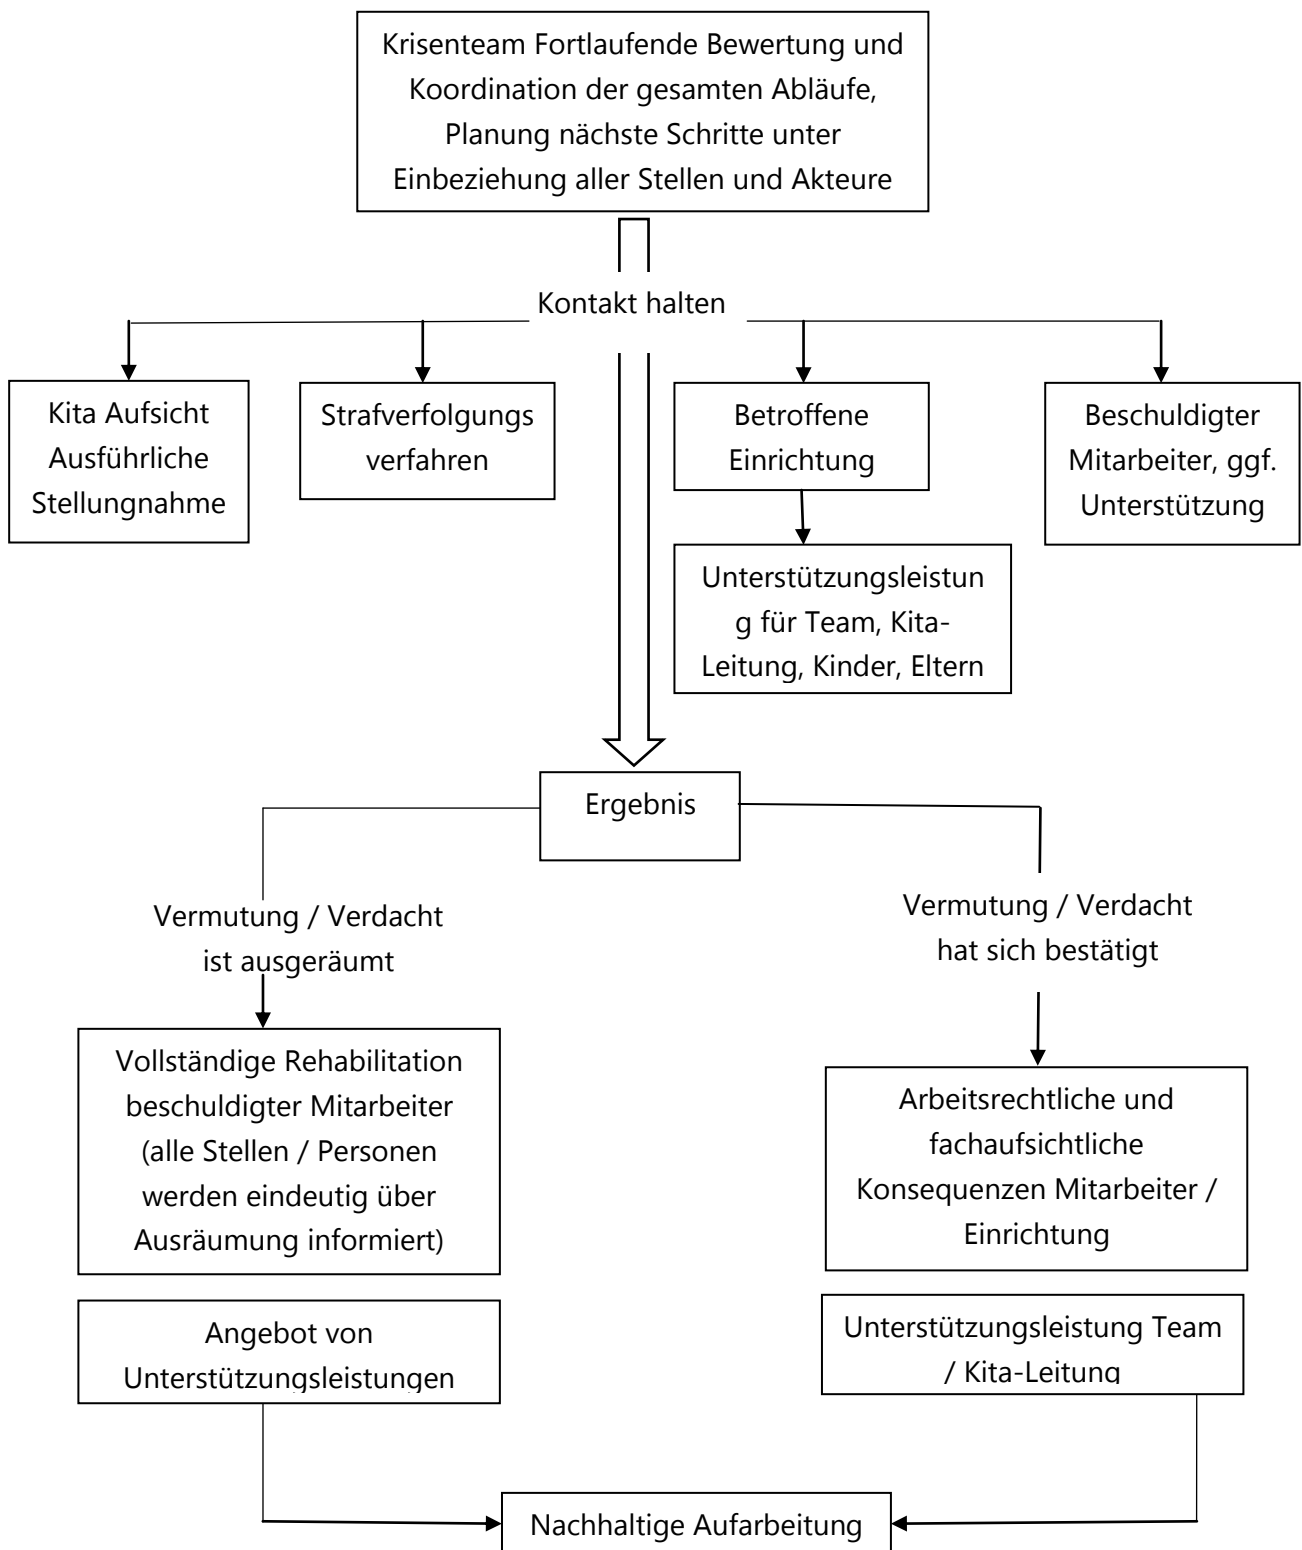 Krisenteam Fortlaufende Bewertung und
Koordination der gesamten Abläufe,
Planung nächste Schritte unter
Einbeziehung aller Stellen und Akteure
Kontakt halten
Kita Aufsicht
Ausführliche
Stellungnahme
Strafverfolgungs
verfahren
Betroffene
Einrichtung
Beschuldigter
Mitarbeiter, ggf.
Unterstützung
Unterstützungsleistun
g für Team, Kita-
Leitung, Kinder, Eltern
Ergebnis
Vermutung / Verdacht
ist ausgeräumt
Vermutung / Verdacht
hat sich bestätigt
Vollständige Rehabilitation
beschuldigter Mitarbeiter
(alle Stellen / Personen
werden eindeutig über
Ausräumung informiert)
Arbeitsrechtliche und
fachaufsichtliche
Konsequenzen Mitarbeiter /
Einrichtung
Angebot von
Unterstützungsleistungen
Unterstützungsleistung Team
/ Kita-Leitung
Nachhaltige Aufarbeitung